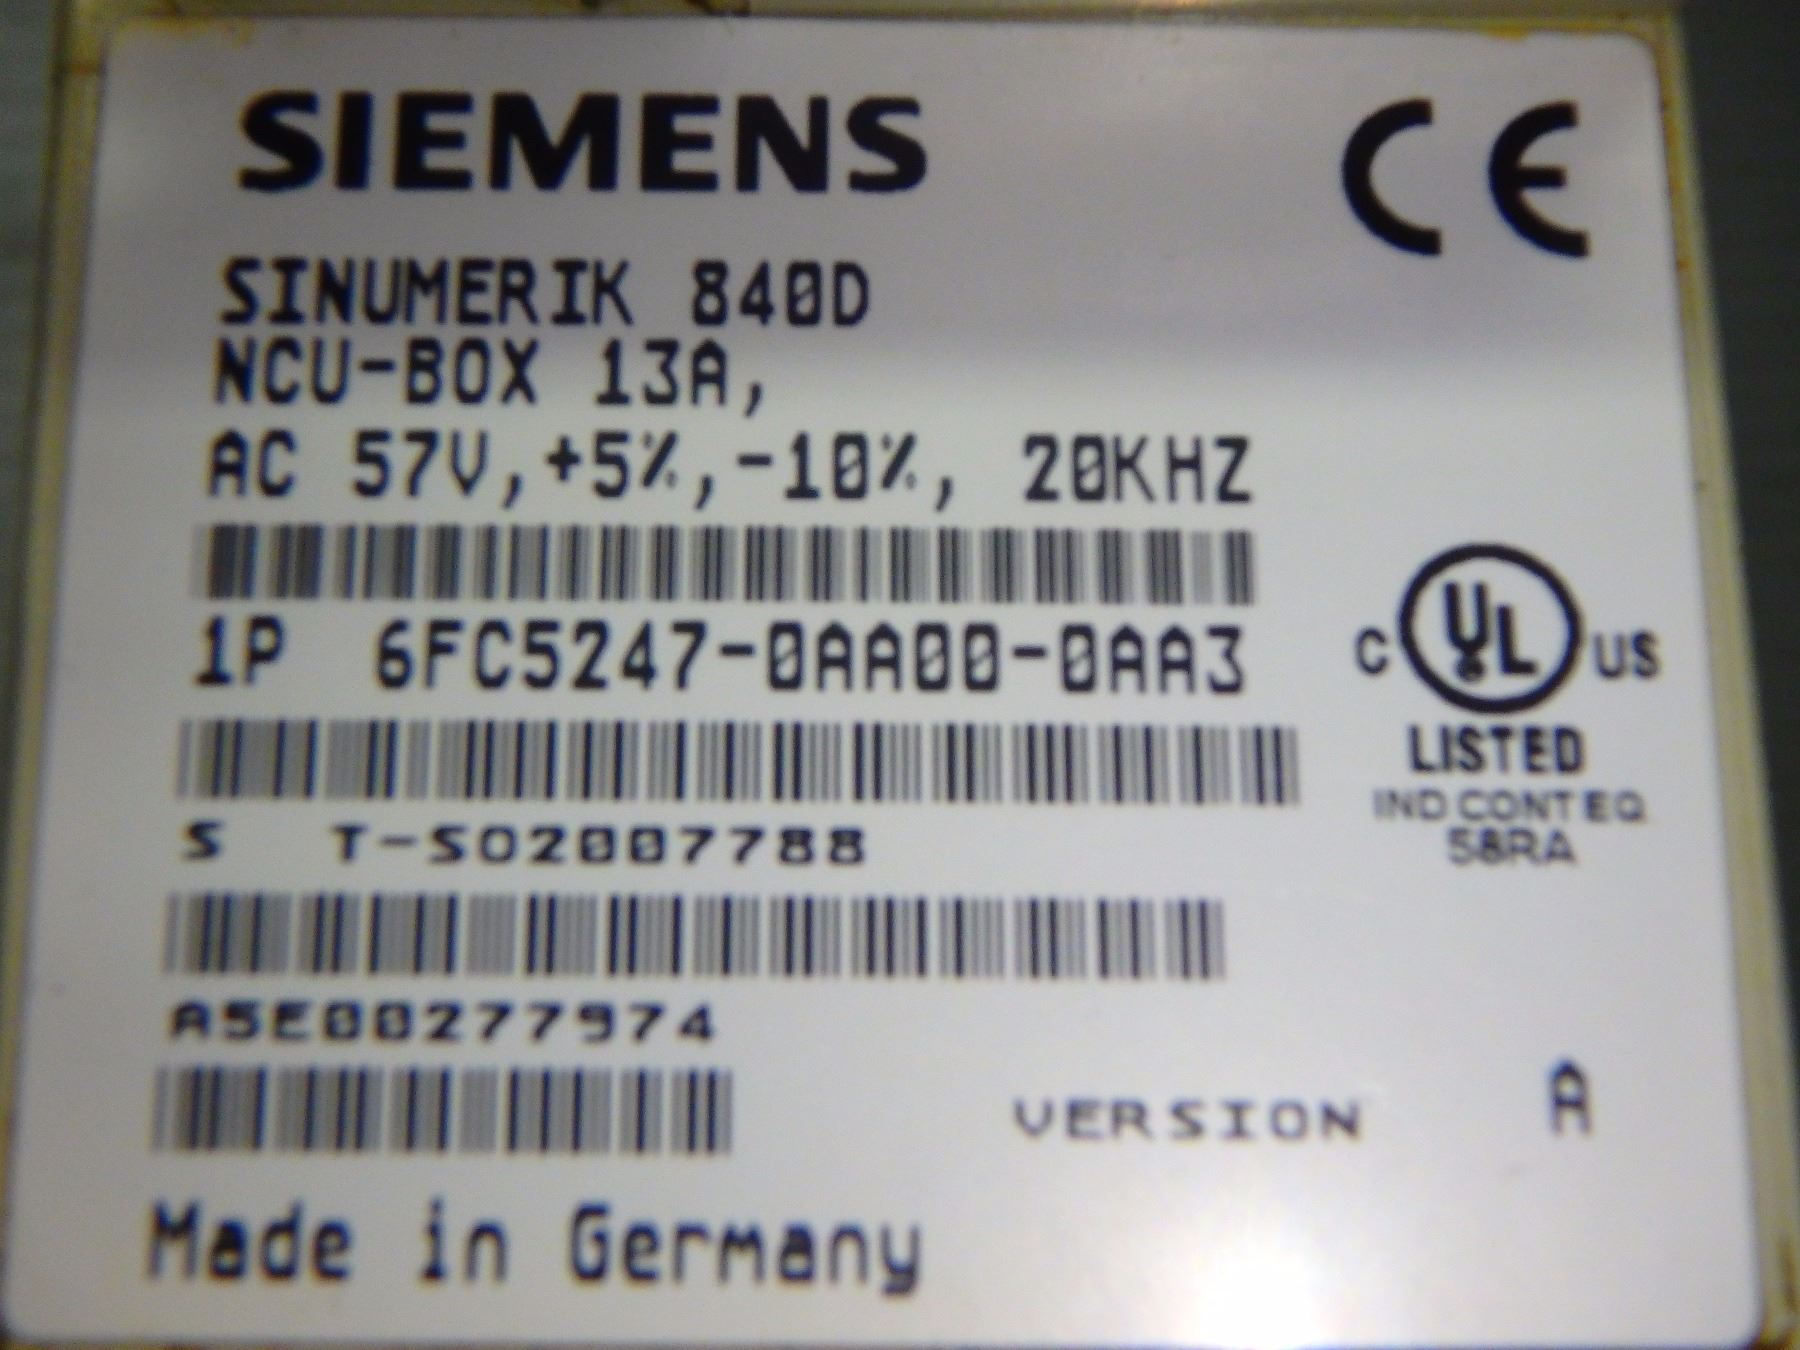 SIEMENS
CE
SINUMERIK 840D
NCU-BOX 13A,
AC 57V,+5%,-10%, 20KHZ
1P 6FC5247-0AA00-0AA3
C UL US
LISTED
IND CONT EQ
58RA
S T-S02007788
A5E00277974
VERSION A
Made in Germany